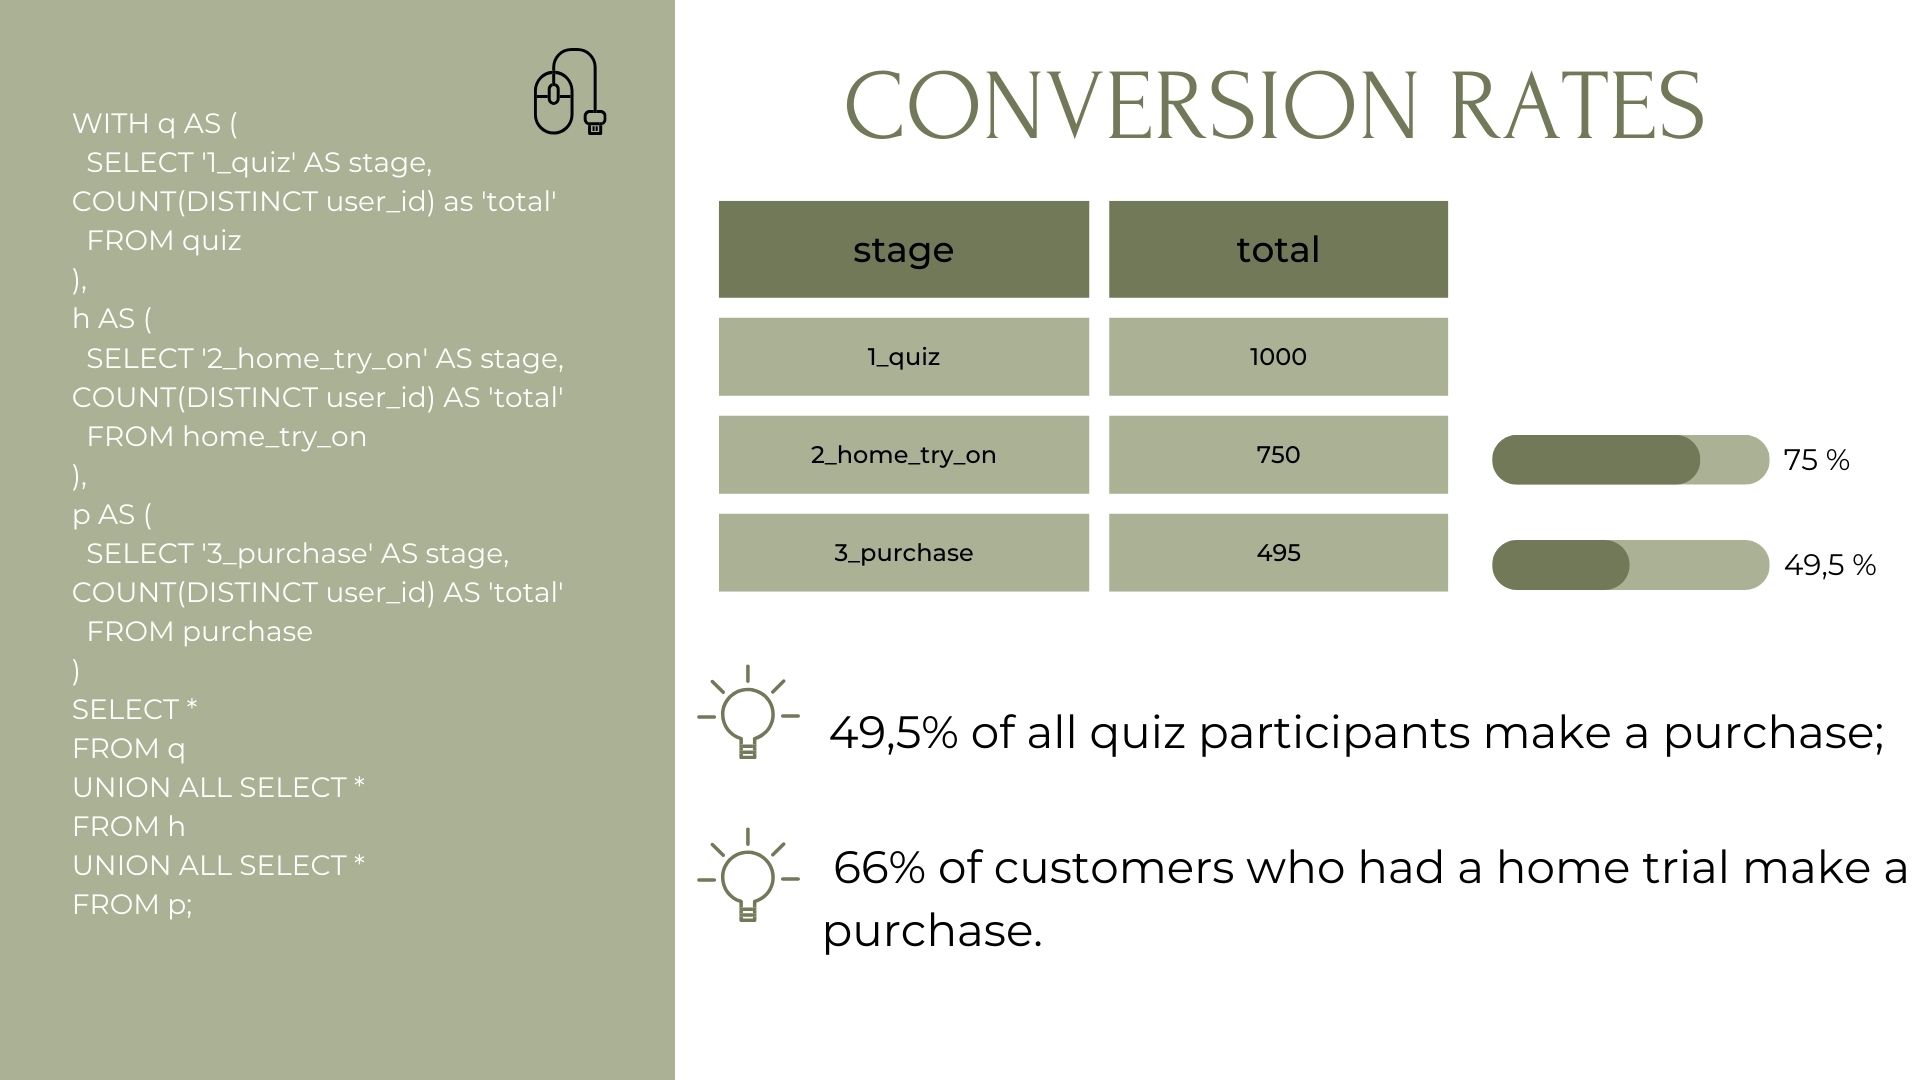 WITH q AS (
  SELECT '1_quiz' AS stage,
COUNT(DISTINCT user_id) as 'total'
  FROM quiz
),
h AS (
  SELECT '2_home_try_on' AS stage,
COUNT(DISTINCT user_id) AS 'total'
  FROM home_try_on
),
p AS (
  SELECT '3_purchase' AS stage,
COUNT(DISTINCT user_id) AS 'total'
  FROM purchase
)
SELECT *
FROM q
UNION ALL SELECT *
FROM h
UNION ALL SELECT *
FROM p;
CONVERSION RATES
stage total
1_quiz 1000
2_home_try_on 750 75 %
3_purchase 495 49,5 %
49,5% of all quiz participants make a purchase;
66% of customers who had a home trial make a
purchase.